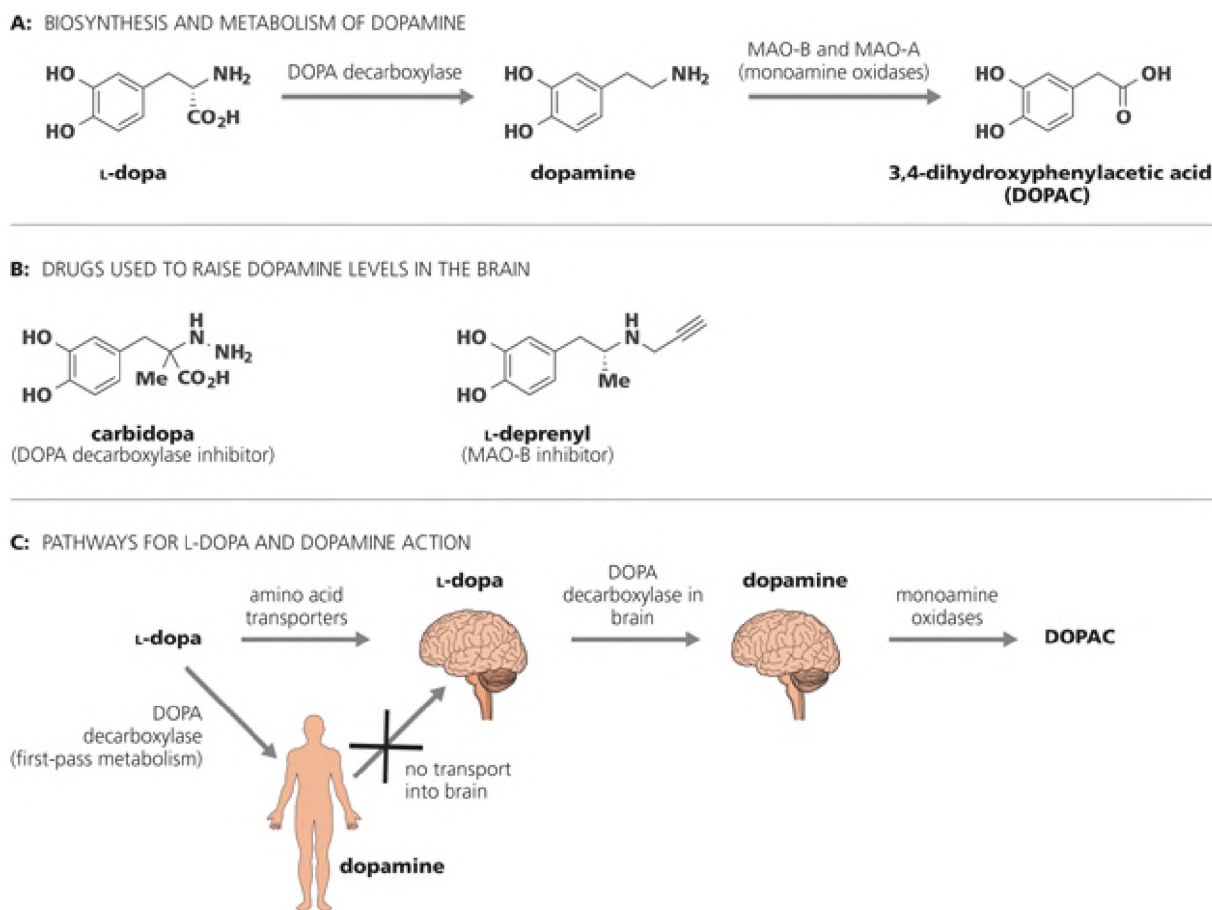 A: BIOSYNTHESIS AND METABOLISM OF DOPAMINE
HO
HO
NH₂
CO₂H
L-dopa
DOPA decarboxylase
HO
HO
NH₂
dopamine
MAO-B and MAO-A
(monoamine oxidases)
HO
HO
OH
O
3,4-dihydroxyphenylacetic acid
(DOPAC)
B: DRUGS USED TO RAISE DOPAMINE LEVELS IN THE BRAIN
HO
HO
H
N
NH₂
Me CO₂H
carbidopa
(DOPA decarboxylase inhibitor)
HO
HO
H
N
Me
L-deprenyl
(MAO-B inhibitor)
C: PATHWAYS FOR L-DOPA AND DOPAMINE ACTION
L-dopa
amino acid
transporters
L-dopa
DOPA
decarboxylase in
brain
dopamine
monoamine
oxidases
DOPAC
DOPA
decarboxylase
(first-pass metabolism)
no transport
into brain
dopamine